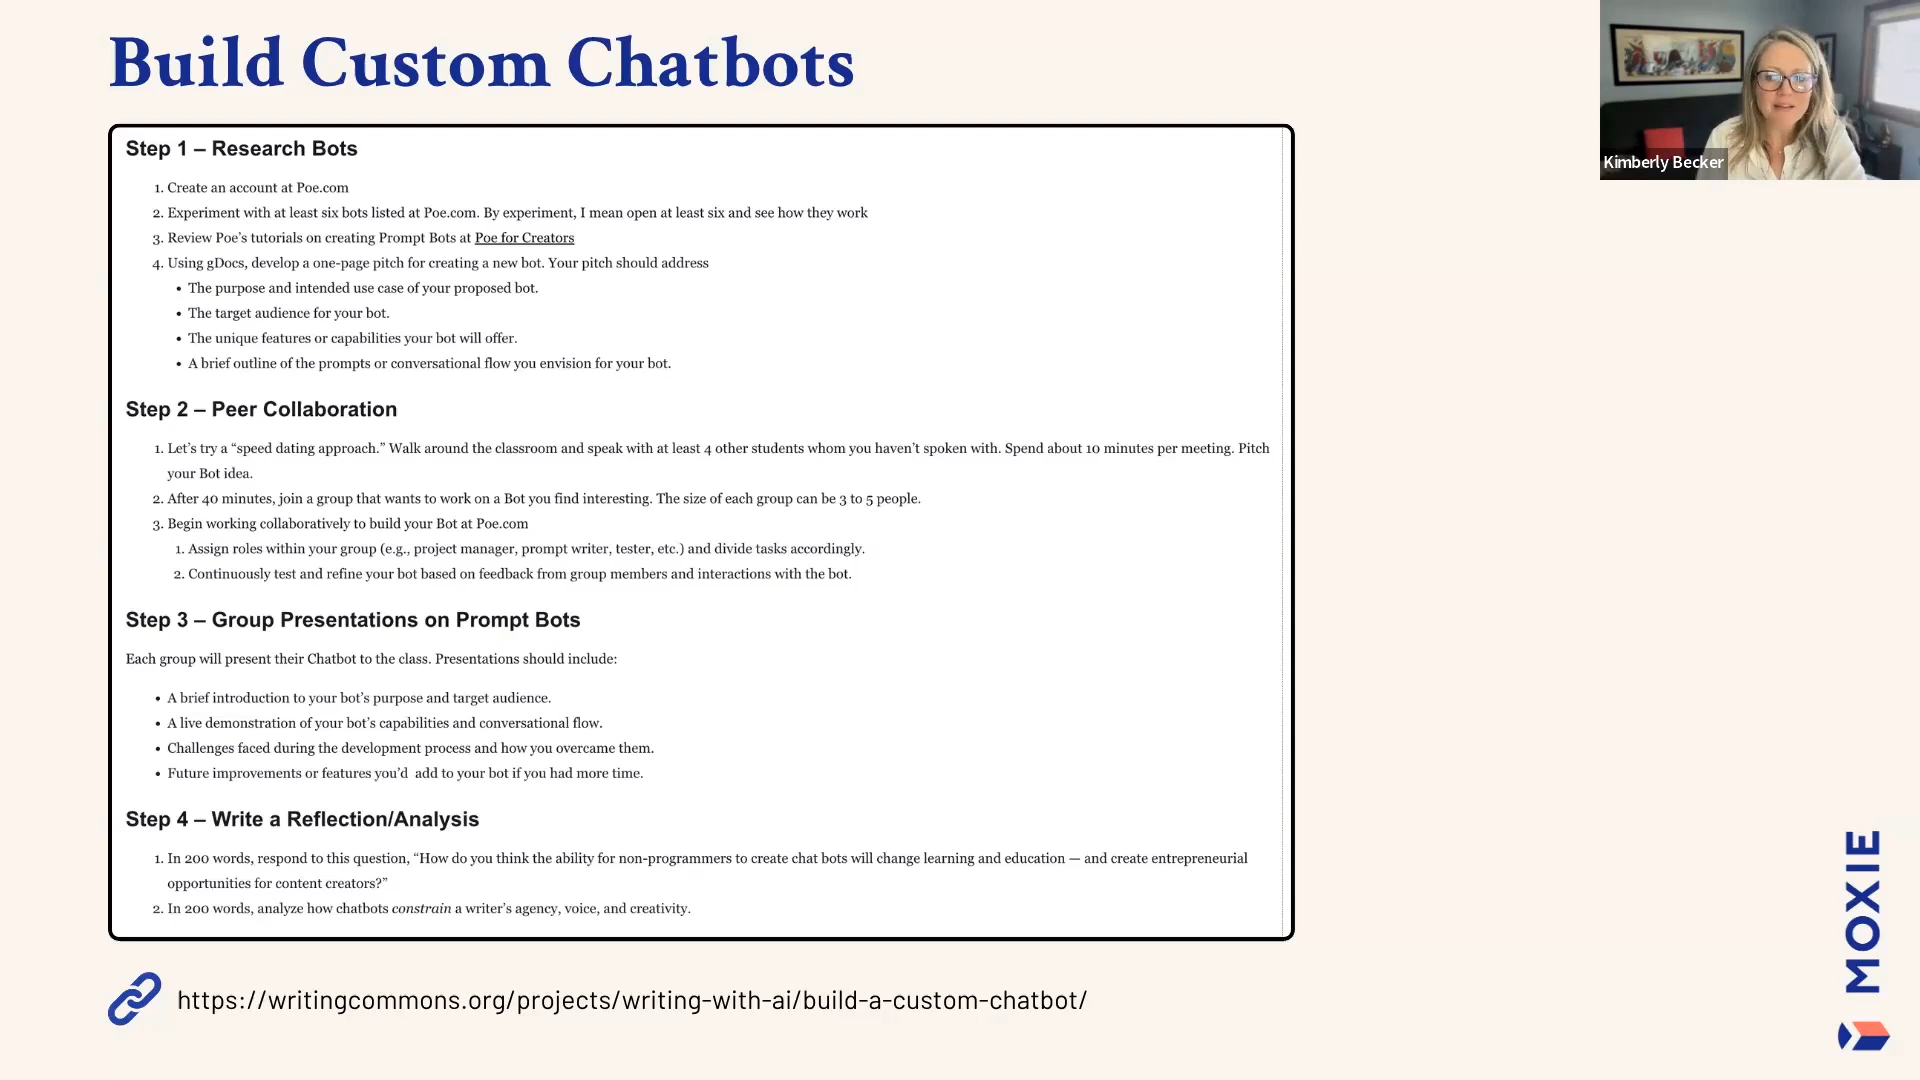 Build Custom Chatbots
Kimberly Becker
Step 1 – Research Bots
1. Create an account at Poe.com
2. Experiment with at least six bots listed at Poe.com. By experiment, I mean open at least six and see how they work
3. Review Poe’s tutorials on creating Prompt Bots at Poe for Creators
4. Using gDocs, develop a one-page pitch for creating a new bot. Your pitch should address
• The purpose and intended use case of your proposed bot.
• The target audience for your bot.
• The unique features or capabilities your bot will offer.
• A brief outline of the prompts or conversational flow you envision for your bot.
Step 2 – Peer Collaboration
1. Let’s try a “speed dating approach.” Walk around the classroom and speak with at least 4 other students whom you haven’t spoken with. Spend about 10 minutes per meeting. Pitch
your Bot idea.
2. After 40 minutes, join a group that wants to work on a Bot you find interesting. The size of each group can be 3 to 5 people.
3. Begin working collaboratively to build your Bot at Poe.com
1. Assign roles within your group (e.g., project manager, prompt writer, tester, etc.) and divide tasks accordingly.
2. Continuously test and refine your bot based on feedback from group members and interactions with the bot.
Step 3 – Group Presentations on Prompt Bots
Each group will present their Chatbot to the class. Presentations should include:
• A brief introduction to your bot’s purpose and target audience.
• A live demonstration of your bot’s capabilities and conversational flow.
• Challenges faced during the development process and how you overcame them.
• Future improvements or features you’d  add to your bot if you had more time.
Step 4 – Write a Reflection/Analysis
1. In 200 words, respond to this question, “How do you think the ability for non-programmers to create chat bots will change learning and education — and create entrepreneurial
opportunities for content creators?”
2. In 200 words, analyze how chatbots constrain a writer’s agency, voice, and creativity.
https://writingcommons.org/projects/writing-with-ai/build-a-custom-chatbot/
MOXIE